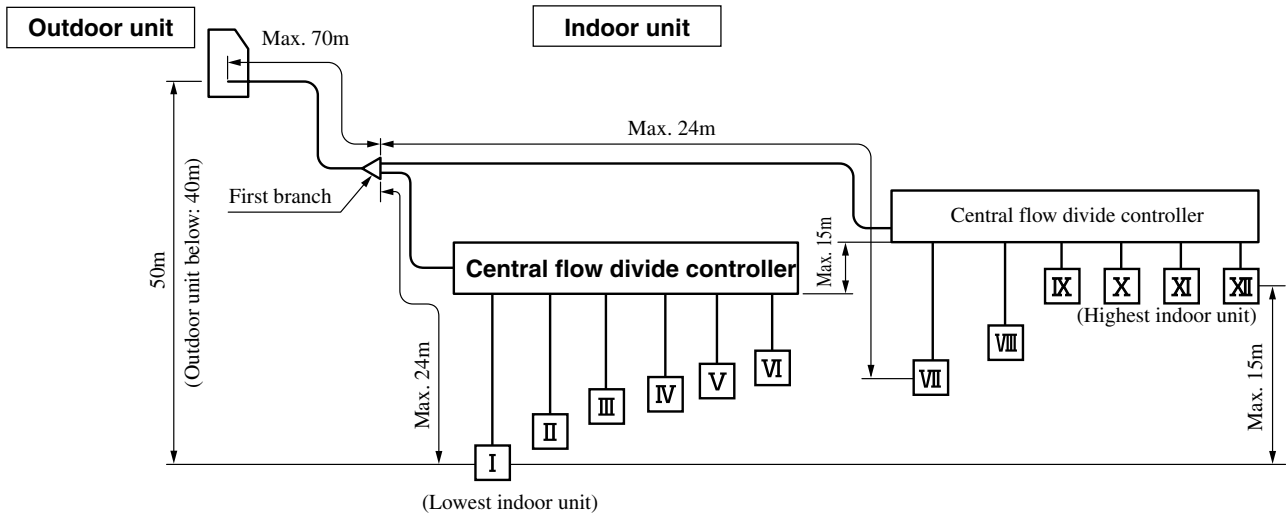 Outdoor unit
Indoor unit
Max. 70m
Max. 24m
First branch
50m
(Outdoor unit below: 40m)
Max. 24m
Central flow divide controller
Max. 15m
Central flow divide controller
Ⅰ
Ⅱ
Ⅲ
Ⅳ
Ⅴ
Ⅵ
Ⅶ
Ⅷ
Ⅸ
Ⅹ
Ⅺ
Ⅻ
(Highest indoor unit)
Max. 15m
(Lowest indoor unit)